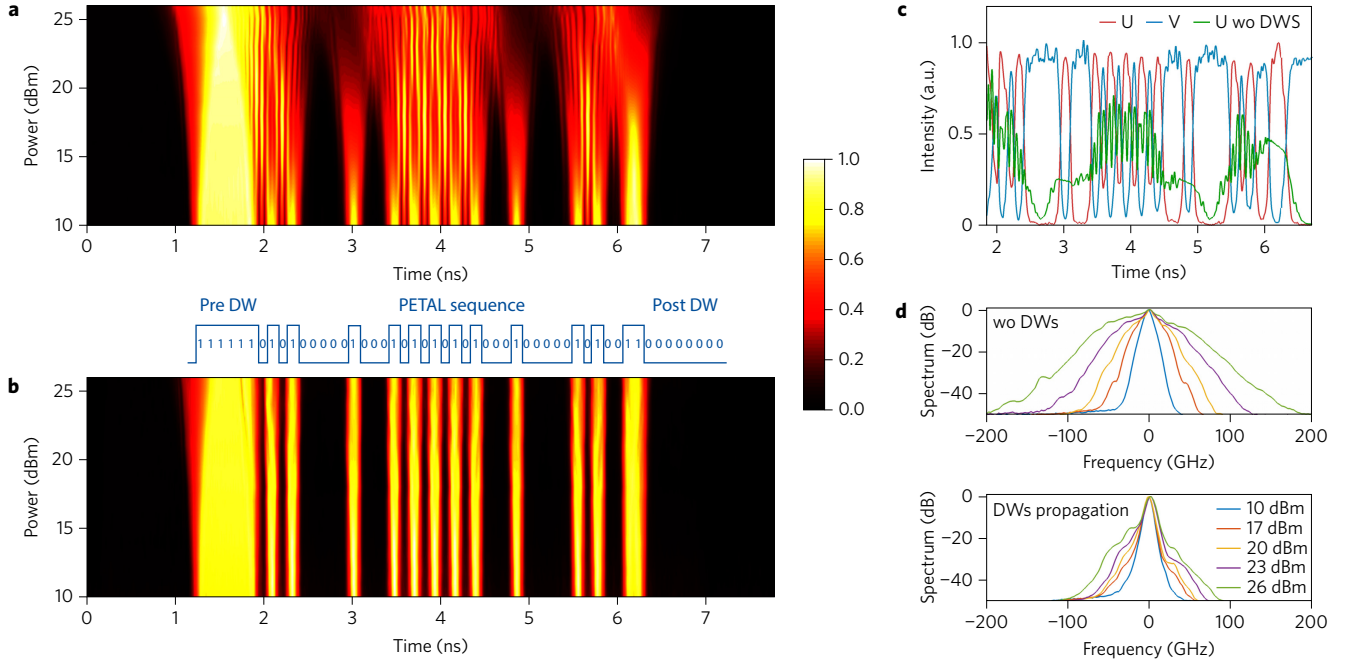 a
25
20
15
10
Power (dBm)
0 1 2 3 4 5 6 7
Time (ns)
Pre DW PETAL sequence Post DW
1 1 1 1 1 1 0 1 0 1 0 0 0 0 0 1 0 0 0 1 0 1 0 1 0 1 0 1 0 0 0 1 0 0 0 0 0 1 0 1 0 0 1 1 0 0 0 0 0 0 0 0
b
25
20
15
10
Power (dBm)
0 1 2 3 4 5 6 7
Time (ns)
1.0
0.8
0.6
0.4
0.2
0.0
c
U V U wo DWS
1.0
0.5
0
Intensity (a.u.)
2 3 4 5 6
Time (ns)
d
wo DWs
0
−20
−40
Spectrum (dB)
−200 −100 0 100 200
Frequency (GHz)
DWs propagation
10 dBm
17 dBm
20 dBm
23 dBm
26 dBm
0
−20
−40
Spectrum (dB)
−200 −100 0 100 200
Frequency (GHz)